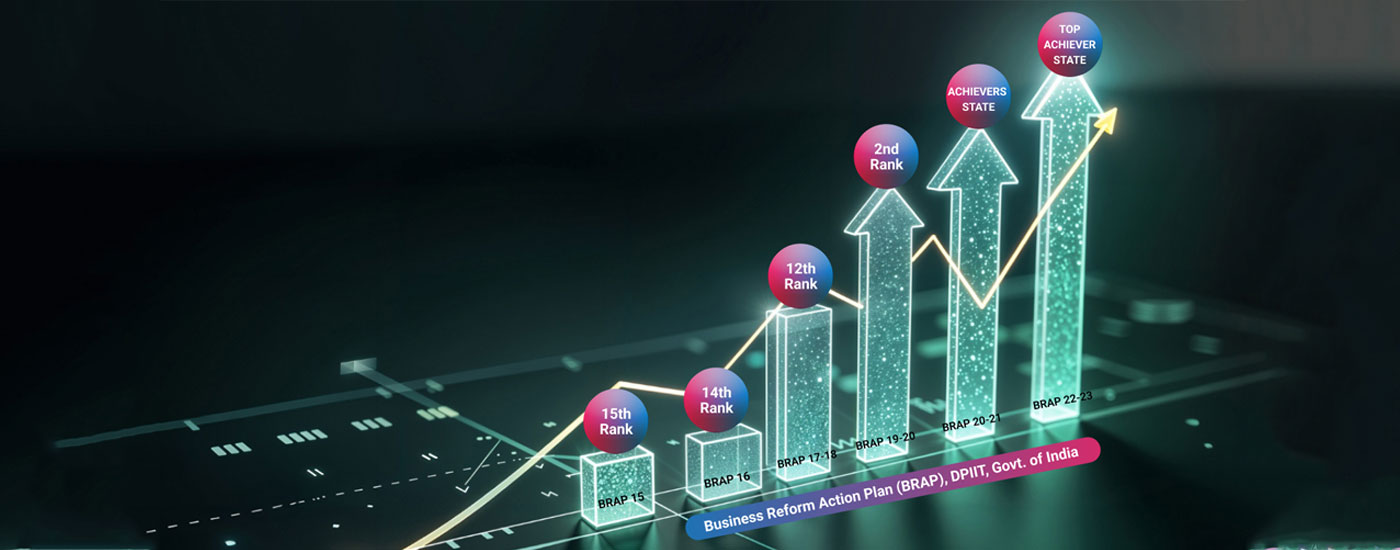 15th
Rank
14th
Rank
12th
Rank
2nd
Rank
ACHIEVERS
STATE
TOP
ACHIEVER
STATE
BRAP 15
BRAP 16
BRAP 17-18
BRAP 19-20
BRAP 20-21
BRAP 22-23
Business Reform Action Plan (BRAP), DPIIT, Govt. of India